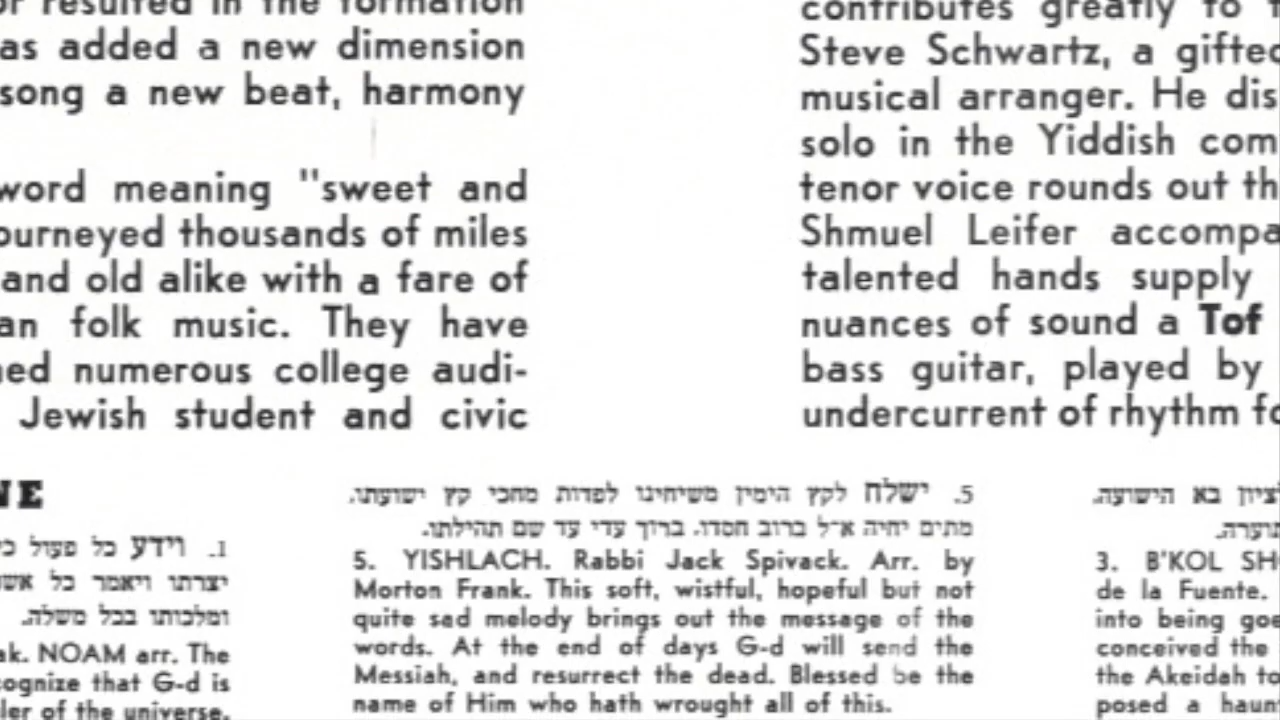 resulted in the formation
as added a new dimension
song a new beat, harmony
word meaning "sweet and
ourneyed thousands of miles
and old alike with a fare of
an folk music. They have
ned numerous college audi-
Jewish student and civic
contributes greatly to
Steve Schwartz, a gifted
musical arranger. He dis
solo in the Yiddish com
tenor voice rounds out th
Shmuel Leifer accompa
talented hands supply
nuances of sound a Tof
bass guitar, played by
undercurrent of rhythm fo
NE
1. וידע כל פעול כי
יצרתו ויאמר כל אשר
ומלכותו בכל משלה.
ak. NOAM arr. The
cognize that G-d is
ler of the universe.
5. ישלח לקץ הימין משיחינו לפדות מחכי קץ ישועתו.
מתים יחיה א״ל ברוב חסדו. ברוך עדי עד שם תהילתו.
5. YISHLACH. Rabbi Jack Spivack. Arr. by
Morton Frank. This soft, wistful, hopeful but not
quite sad melody brings out the message of the
words. At the end of days G-d will send the
Messiah, and resurrect the dead. Blessed be the
name of Him who hath wrought all of this.
לציון בא הישועה.
3. B'KOL SH
de la Fuente.
into being goe
conceived the
the Akeidah to
posed a haun